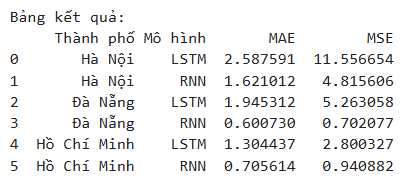 Bảng kết quả:
Thành phố Mô hình MAE MSE
0 Hà Nội LSTM 2.587591 11.556654
1 Hà Nội RNN 1.621012 4.815606
2 Đà Nẵng LSTM 1.945312 5.263058
3 Đà Nẵng RNN 0.600730 0.702077
4 Hồ Chí Minh LSTM 1.304437 2.800327
5 Hồ Chí Minh RNN 0.705614 0.940882